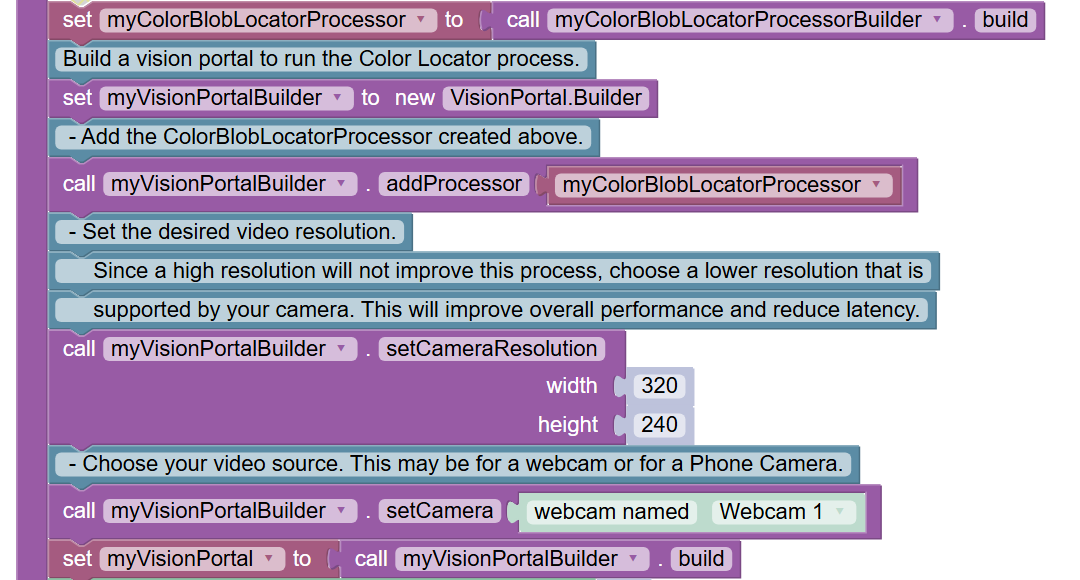 set myColorBlobLocatorProcessor ▾ to call myColorBlobLocatorProcessorBuilder ▾ . build
Build a vision portal to run the Color Locator process.
set myVisionPortalBuilder ▾ to new VisionPortal.Builder
- Add the ColorBlobLocatorProcessor created above.
call myVisionPortalBuilder ▾ . addProcessor myColorBlobLocatorProcessor ▾
- Set the desired video resolution.
Since a high resolution will not improve this process, choose a lower resolution that is
supported by your camera. This will improve overall performance and reduce latency.
call myVisionPortalBuilder ▾ . setCameraResolution
width 320
height 240
- Choose your video source. This may be for a webcam or for a Phone Camera.
call myVisionPortalBuilder ▾ . setCamera webcam named Webcam 1 ▾
set myVisionPortal ▾ to call myVisionPortalBuilder ▾ . build